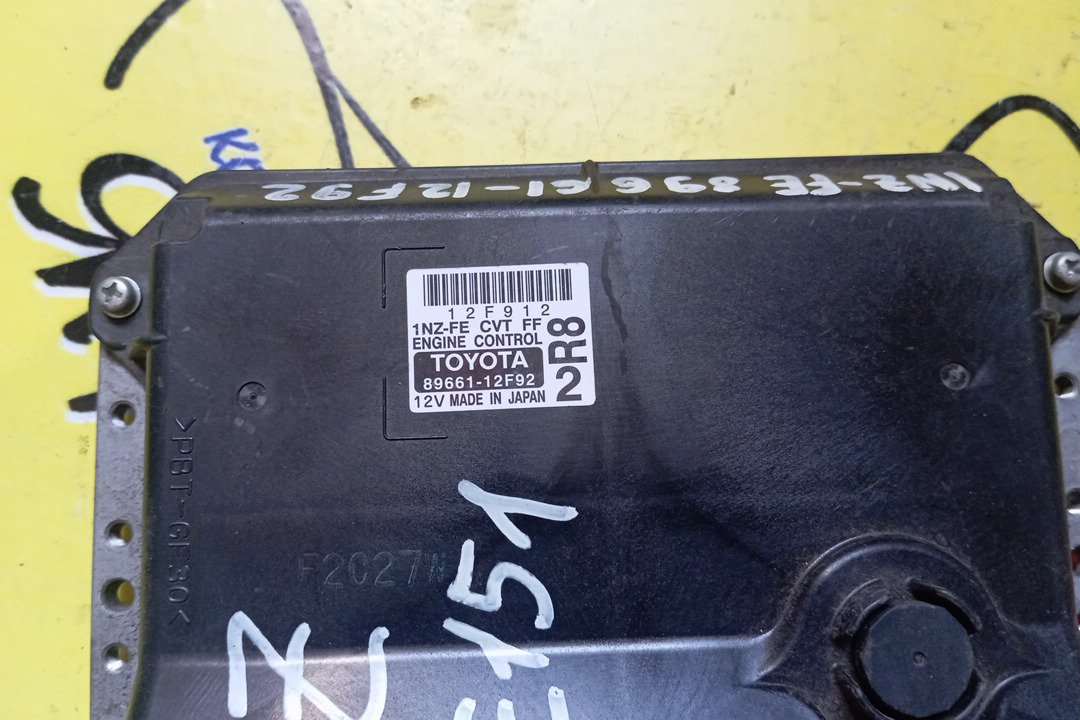 1NZ-FE 89661-12F92
12F912
1NZ-FE CVT FF
ENGINE CONTROL
TOYOTA
89661-12F92
12V MADE IN JAPAN
2R8
>PBT-GF30<
F2027W
E151